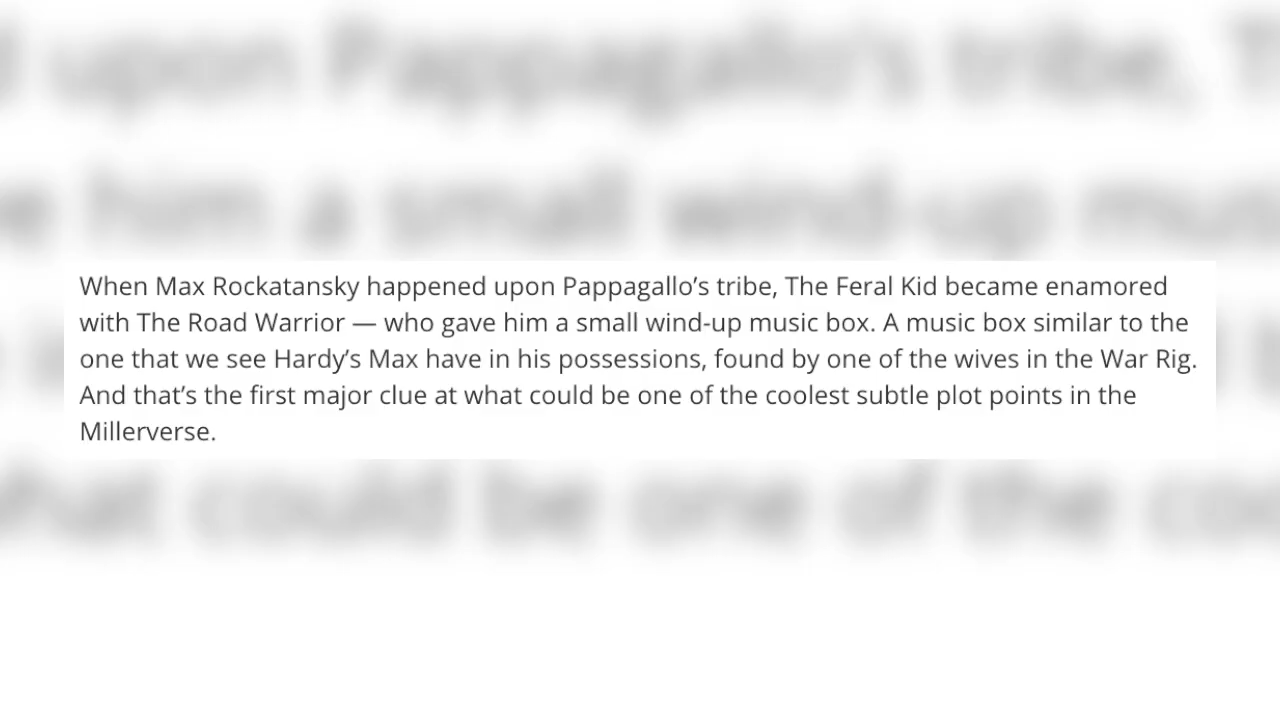 When Max Rockatansky happened upon Pappagallo’s tribe, The Feral Kid became enamored
with The Road Warrior — who gave him a small wind-up music box. A music box similar to the
one that we see Hardy’s Max have in his possessions, found by one of the wives in the War Rig.
And that’s the first major clue at what could be one of the coolest subtle plot points in the
Millerverse.